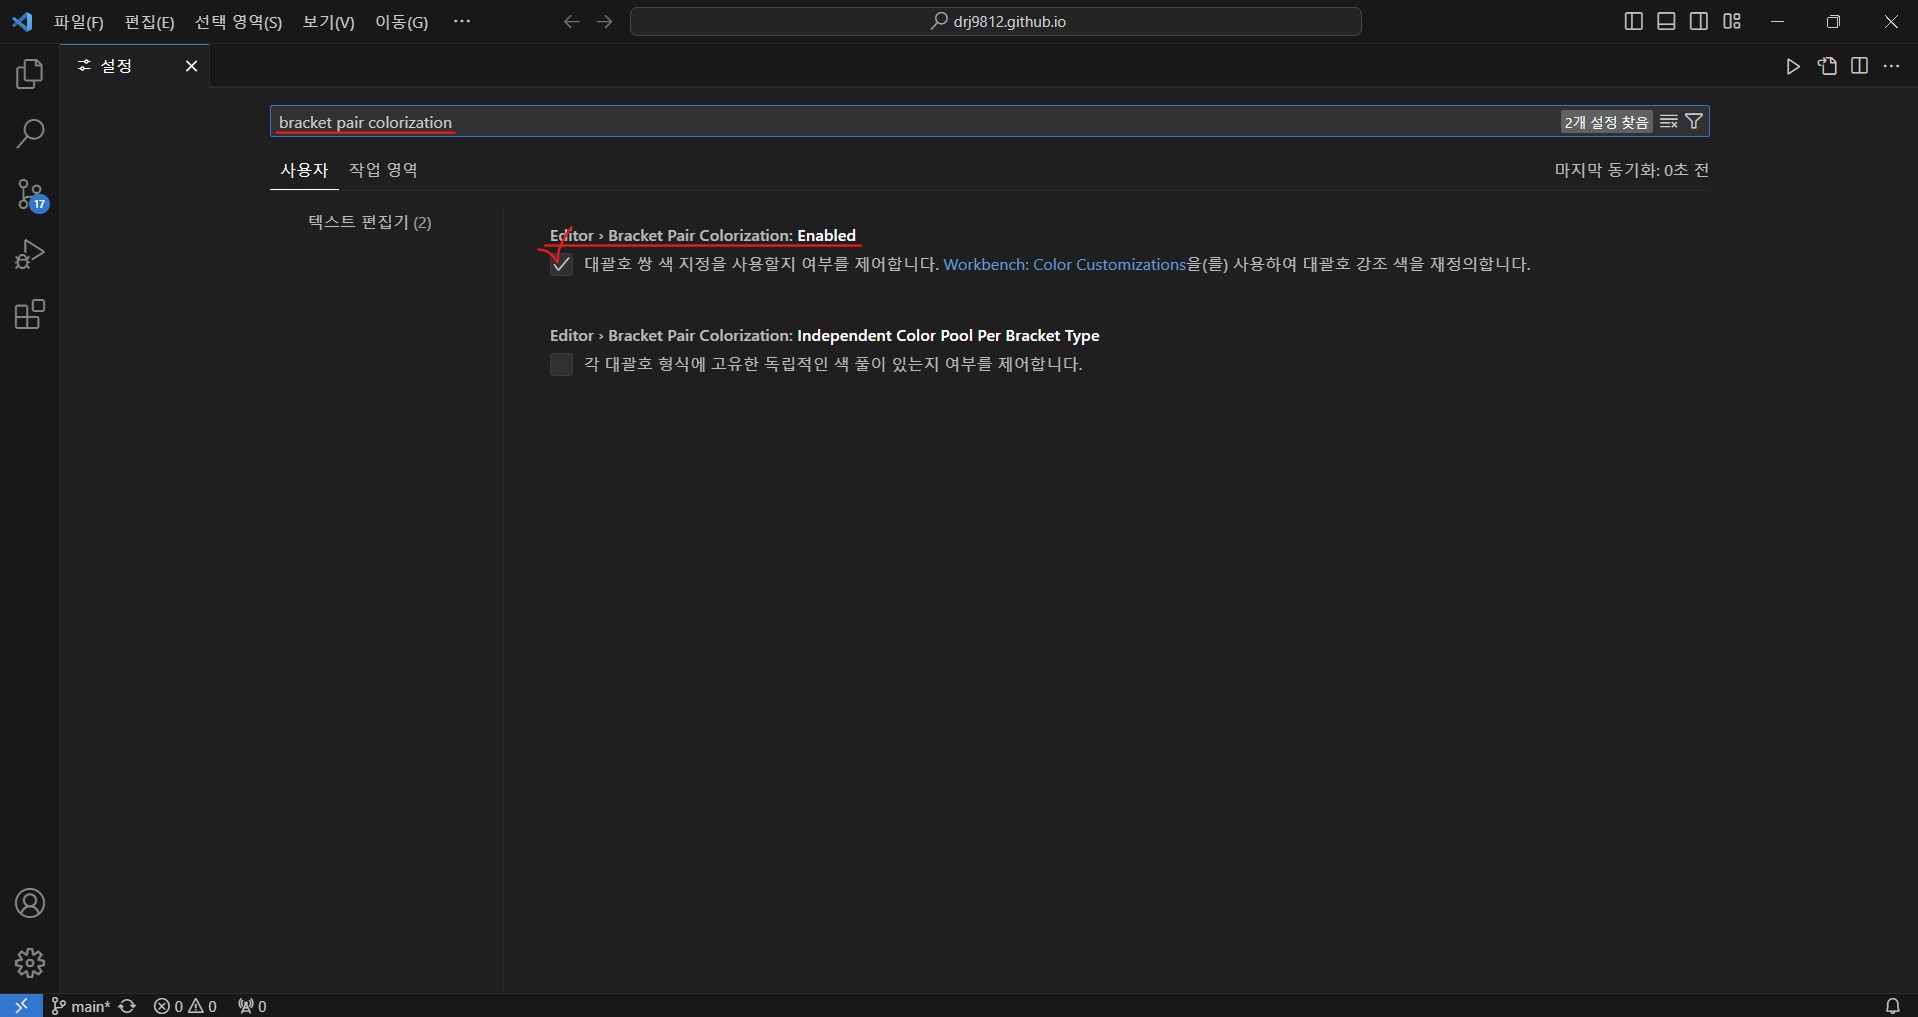 파일(F) 편집(E) 선택 영역(S) 보기(V) 이동(G) ··· drj9812.github.io
설정
bracket pair colorization 2개 설정 찾음
사용자 작업 영역 마지막 동기화: 0초 전
텍스트 편집기 (2)
Editor › Bracket Pair Colorization: Enabled
대괄호 쌍 색 지정을 사용할지 여부를 제어합니다. Workbench: Color Customizations을(를) 사용하여 대괄호 강조 색을 재정의합니다.
Editor › Bracket Pair Colorization: Independent Color Pool Per Bracket Type
각 대괄호 형식에 고유한 독립적인 색 풀이 있는지 여부를 제어합니다.
17
main* 0 0 0